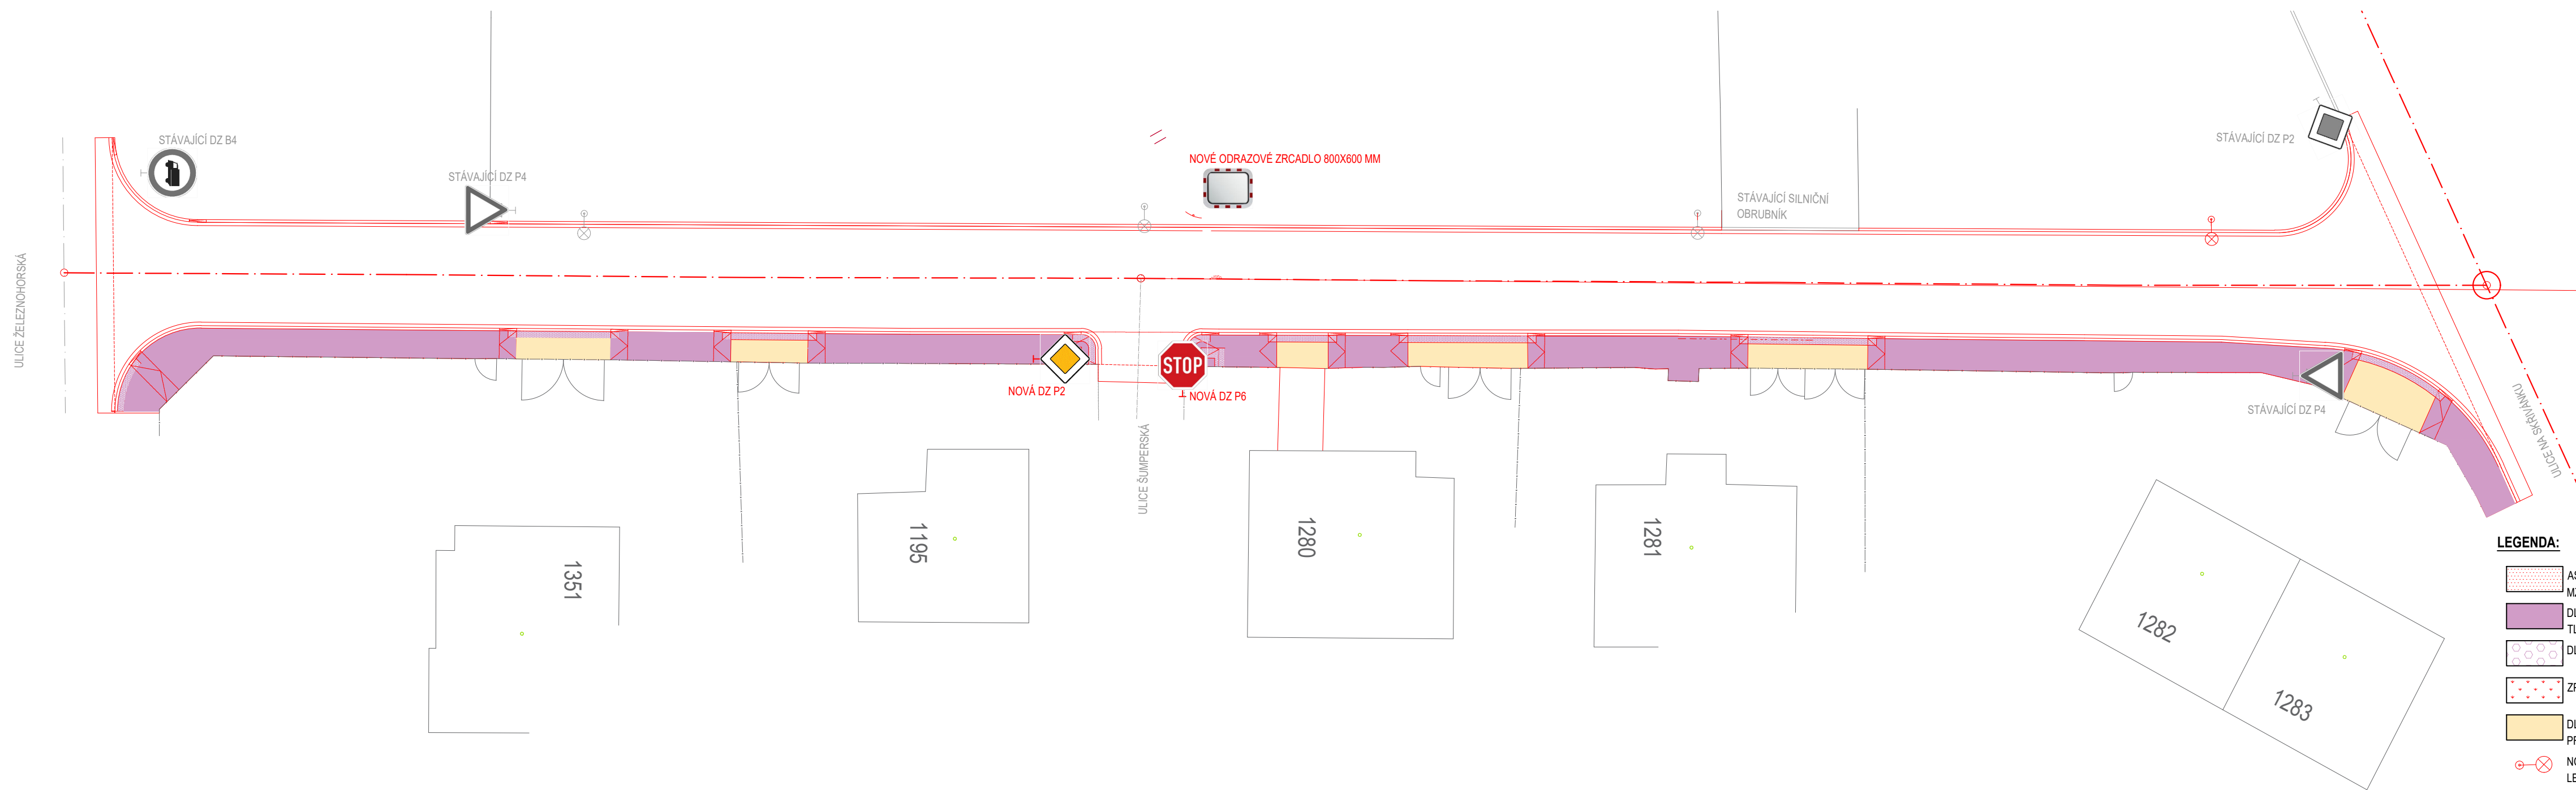 STÁVAJÍCÍ DZ B4
STÁVAJÍCÍ DZ P4
NOVÉ ODRAZOVÉ ZRCADLO 800X600 MM
STÁVAJÍCÍ DZ P2
STÁVAJÍCÍ SILNIČNÍ
OBRUBNÍK
ULICE ŽELEZNOHORSKÁ
STOP
NOVÁ DZ P2
NOVÁ DZ P6
STÁVAJÍCÍ DZ P4
ULICE NA SKŘIVÁNKU
ULICE ŠUMPERSKÁ
1351
1195
1280
1281
1282
1283
LEGENDA: